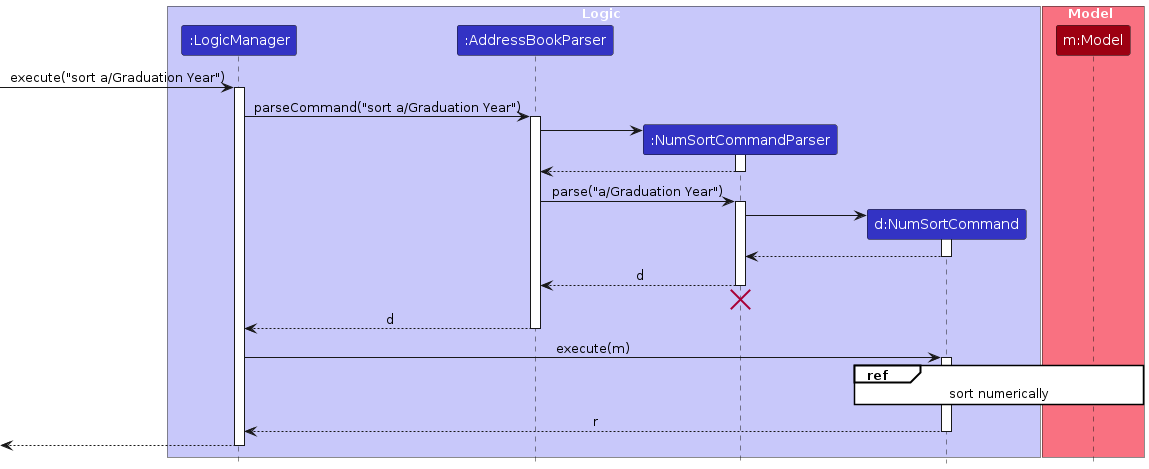 Logic
Model
:LogicManager
:AddressBookParser
m:Model
execute("sort a/Graduation Year")
parseCommand("sort a/Graduation Year")
:NumSortCommandParser
parse("a/Graduation Year")
d:NumSortCommand
d
d
execute(m)
ref
sort numerically
r